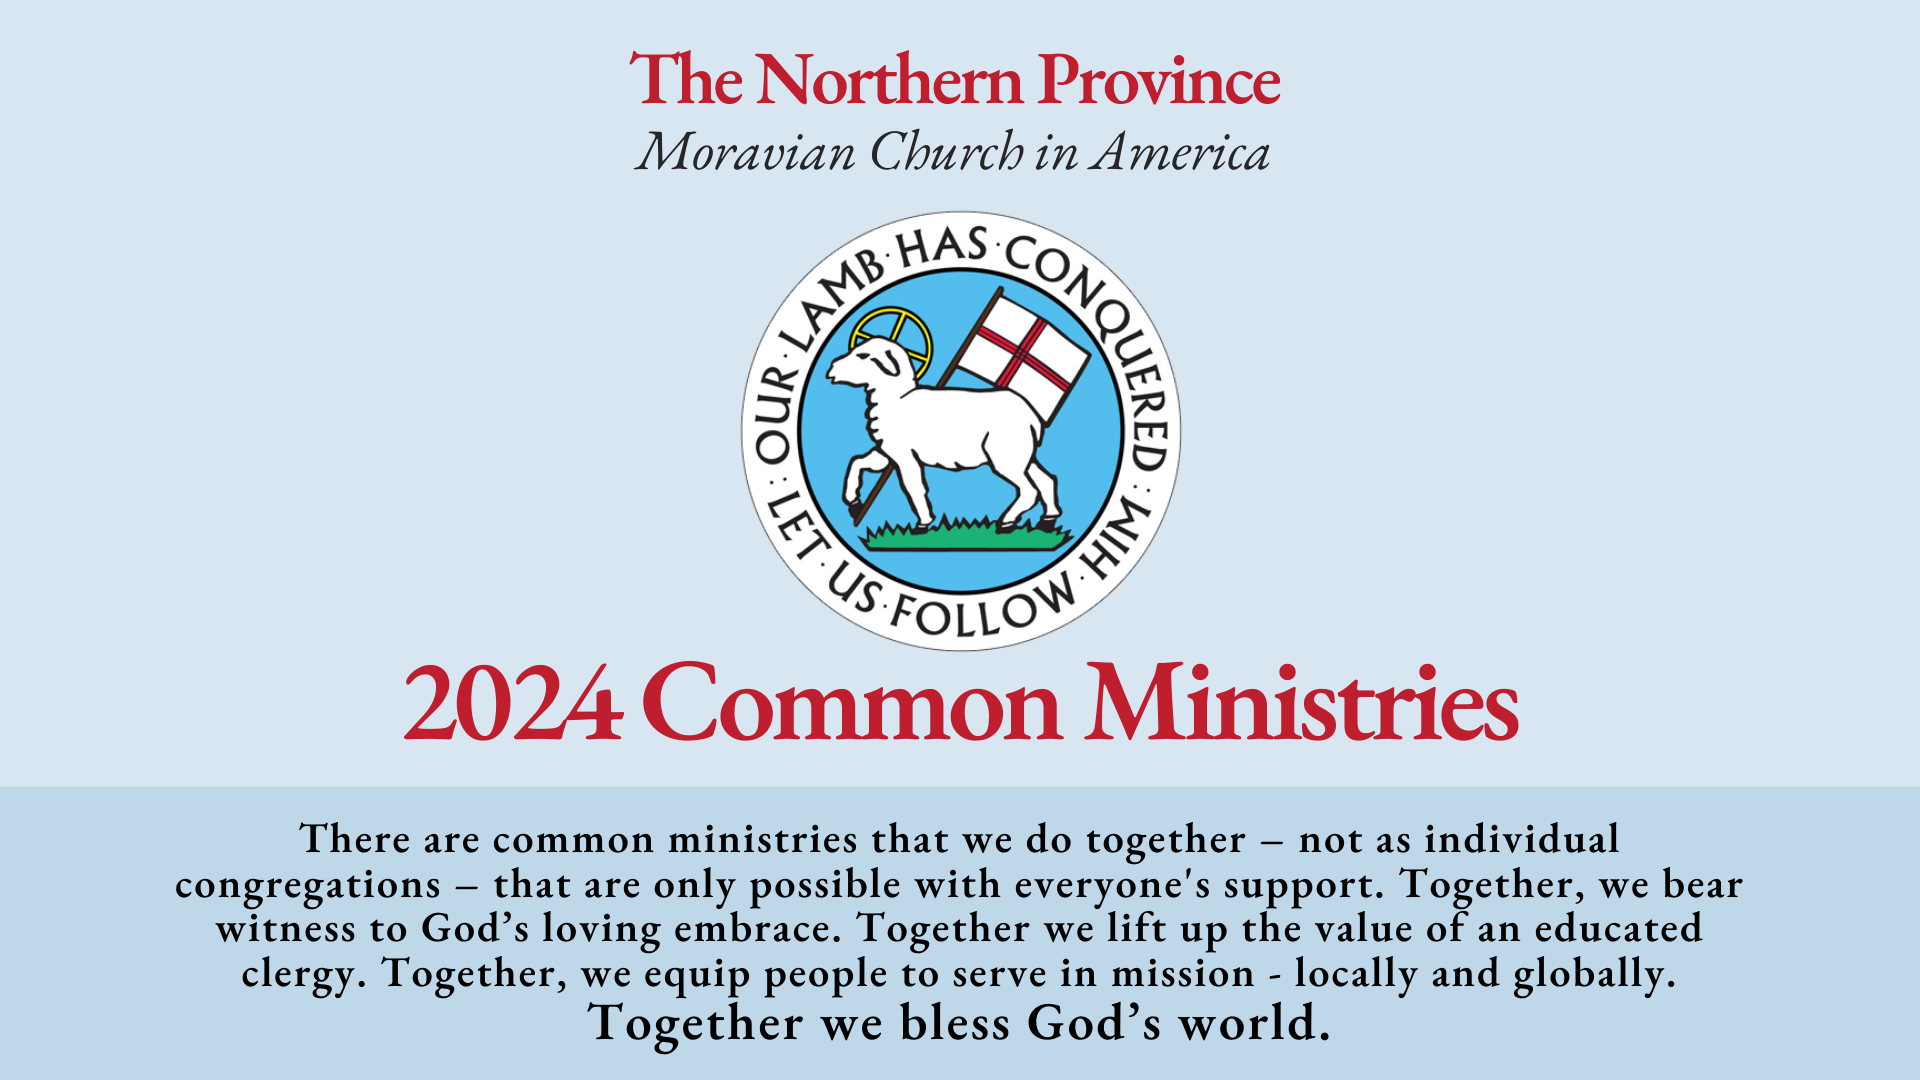 The Northern Province
Moravian Church in America
OUR · LAMB · HAS · CONQUERED :
LET · US · FOLLOW · HIM :
2024 Common Ministries
There are common ministries that we do together – not as individual
congregations – that are only possible with everyone's support. Together, we bear
witness to God’s loving embrace. Together we lift up the value of an educated
clergy. Together, we equip people to serve in mission - locally and globally.
Together we bless God’s world.